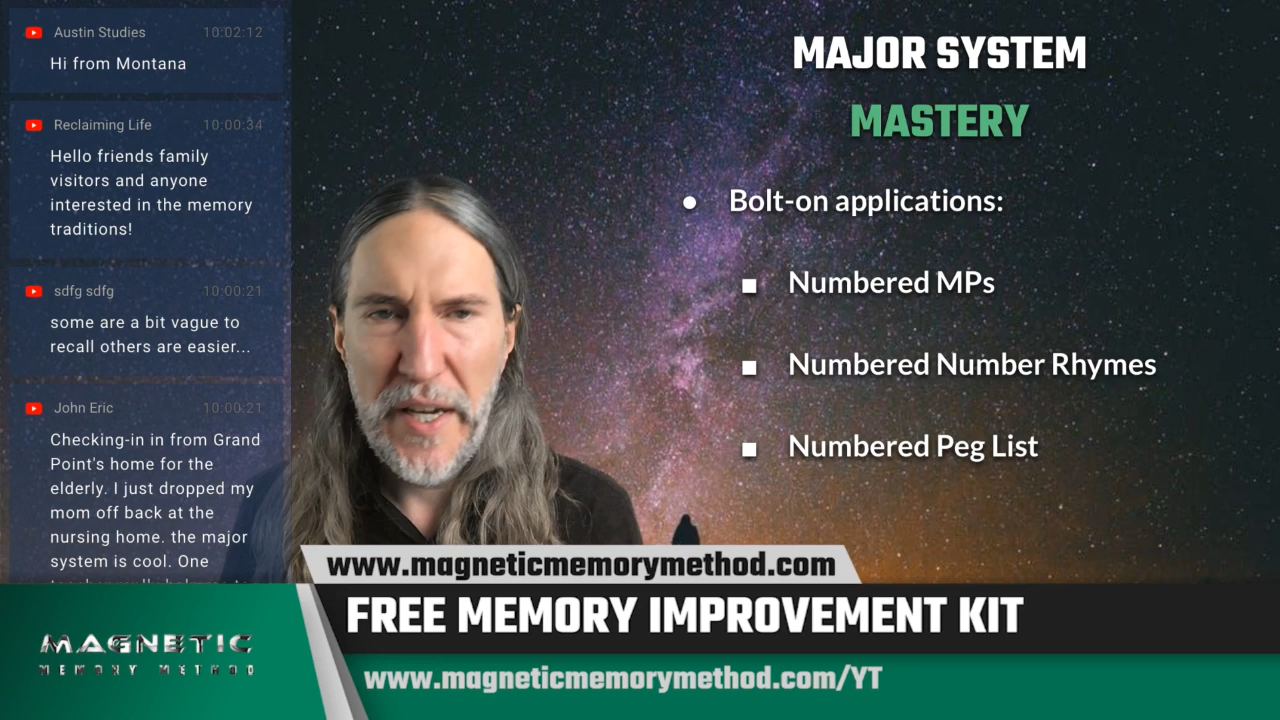 Austin Studies 10:02:12
Hi from Montana
Reclaiming Life 10:00:34
Hello friends family
visitors and anyone
interested in the memory
traditions!
sdfg sdfg 10:00:21
some are a bit vague to
recall others are easier...
John Eric 10:00:21
Checking-in in from Grand
Point's home for the
elderly. I just dropped my
mom off back at the
nursing home. the major
system is cool. One
MAJOR SYSTEM
MASTERY
Bolt-on applications:
Numbered MPs
Numbered Number Rhymes
Numbered Peg List
www.magneticmemorymethod.com
FREE MEMORY IMPROVEMENT KIT
www.magneticmemorymethod.com/YT
MAGNETIC
MEMORY METHOD